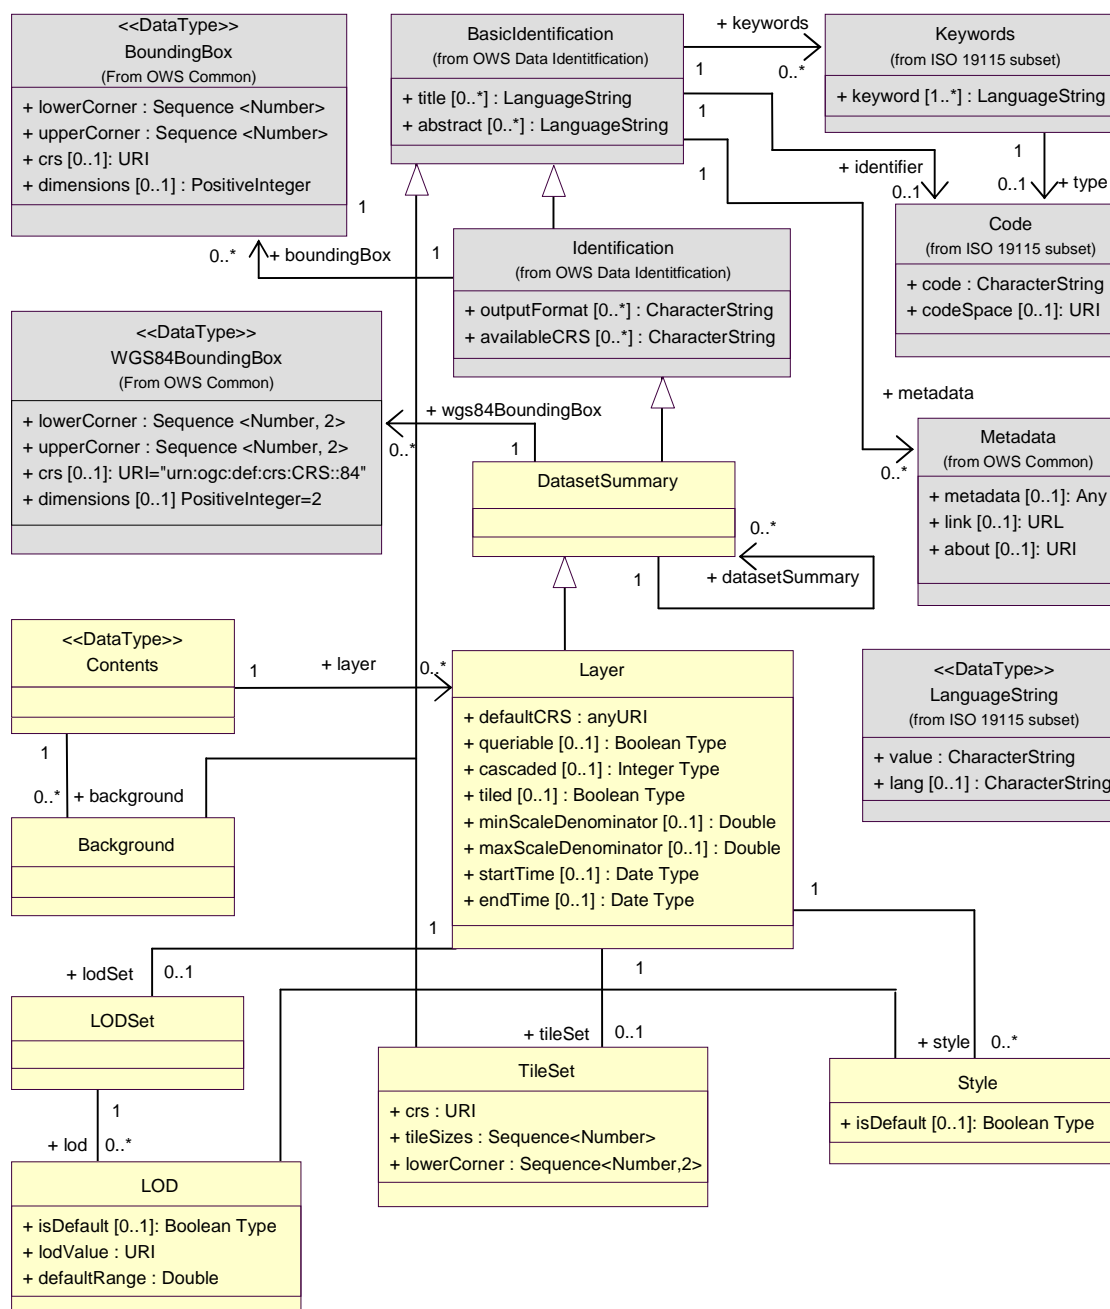 <<DataType>>
BoundingBox
(From OWS Common)
+ lowerCorner : Sequence <Number>
+ upperCorner : Sequence <Number>
+ crs [0..1]: URI
+ dimensions [0..1] : PositiveInteger
BasicIdentification
(from OWS Data Identitfication)
+ title [0..*] : LanguageString
+ abstract [0..*] : LanguageString
+ keywords
1
0..*
Keywords
(from ISO 19115 subset)
+ keyword [1..*] : LanguageString
1
+ identifier
0..1
1
0..1
+ type
1
Code
(from ISO 19115 subset)
+ code : CharacterString
+ codeSpace [0..1]: URI
1
1
0..*
+ boundingBox
1
Identification
(from OWS Data Identitfication)
+ outputFormat [0..*] : CharacterString
+ availableCRS [0..*] : CharacterString
<<DataType>>
WGS84BoundingBox
(From OWS Common)
+ lowerCorner : Sequence <Number, 2>
+ upperCorner : Sequence <Number, 2>
+ crs [0..1]: URI="urn:ogc:def:crs:CRS::84"
+ dimensions [0..1] PositiveInteger=2
+ wgs84BoundingBox
0..*
1
+ metadata
0..*
Metadata
(from OWS Common)
+ metadata [0..1]: Any
+ link [0..1]: URL
+ about [0..1]: URI
DatasetSummary
0..*
1
+ datasetSummary
<<DataType>>
Contents
1
+ layer
0..*
1
0..*
+ background
Background
Layer
+ defaultCRS : anyURI
+ queriable [0..1] : Boolean Type
+ cascaded [0..1] : Integer Type
+ tiled [0..1] : Boolean Type
+ minScaleDenominator [0..1] : Double
+ maxScaleDenominator [0..1] : Double
+ startTime [0..1] : Date Type
+ endTime [0..1] : Date Type
<<DataType>>
LanguageString
(from ISO 19115 subset)
+ value : CharacterString
+ lang [0..1] : CharacterString
1
1
+ lodSet
0..1
1
LODSet
+ tileSet
0..1
+ style
0..*
1
+ lod
0..*
TileSet
+ crs : URI
+ tileSizes : Sequence<Number>
+ lowerCorner : Sequence<Number,2>
Style
+ isDefault [0..1]: Boolean Type
LOD
+ isDefault [0..1]: Boolean Type
+ lodValue : URI
+ defaultRange : Double